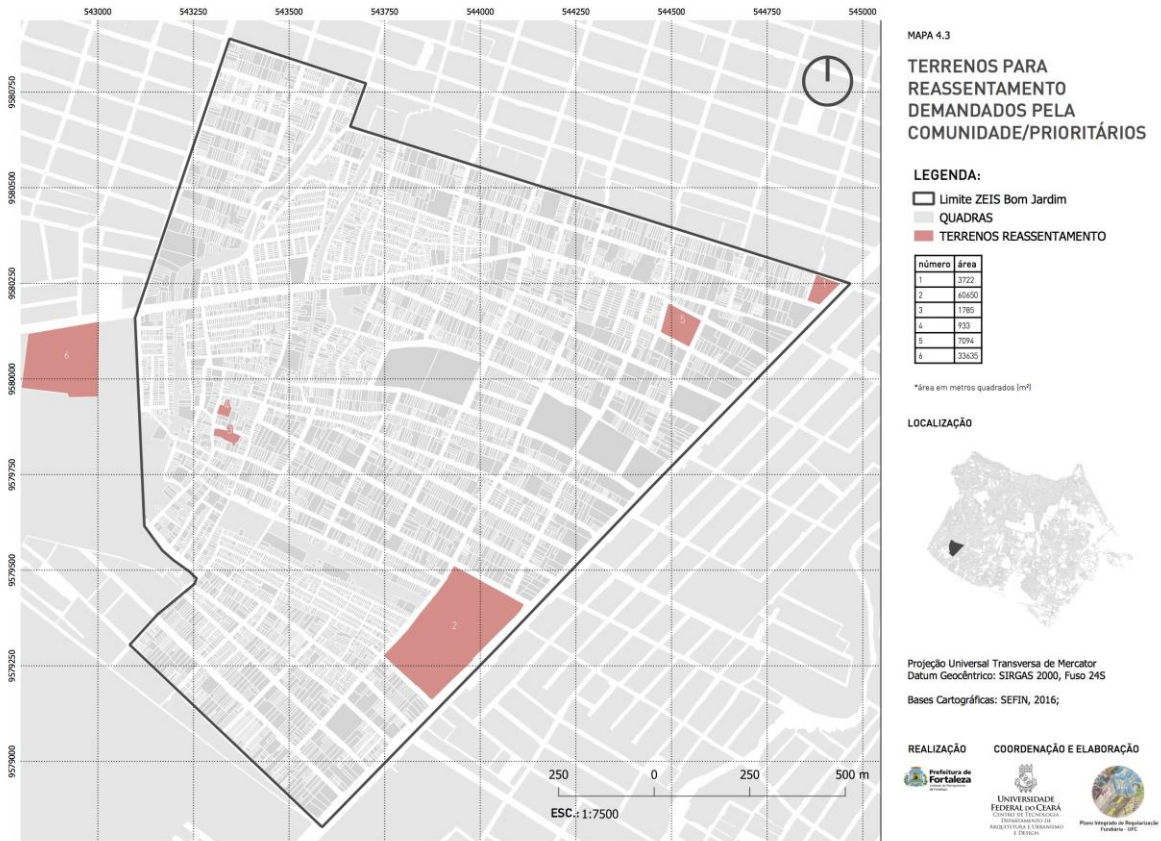 543000 543250 543500 543750 544000 544250 544500 544750 545000
9580750
9580500
9580250
9580000
9579750
9579500
9579250
9579000
1
5
6
4
3
2
250 0 250 500 m
ESC.: 1:7500
MAPA 4.3
TERRENOS PARA
REASSENTAMENTO
DEMANDADOS PELA
COMUNIDADE/PRIORITÁRIOS
LEGENDA:
Limite ZEIS Bom Jardim
QUADRAS
TERRENOS REASSENTAMENTO
número área
1 3722
2 60650
3 1785
4 933
5 7094
6 33635
*área em metros quadrados (m²)
LOCALIZAÇÃO
Projeção Universal Transversa de Mercator
Datum Geocêntrico: SIRGAS 2000, Fuso 24S
Bases Cartográficas: SEFIN, 2016;
REALIZAÇÃO COORDENAÇÃO E ELABORAÇÃO
Prefeitura de
Fortaleza
UNIVERSIDADE
FEDERAL DO CEARÁ
CENTRO DE TECNOLOGIA
DEPARTAMENTO DE
ARQUITETURA E URBANISMO
E DESIGN
Plano Integrado de Regularização
Fundiária - UFC